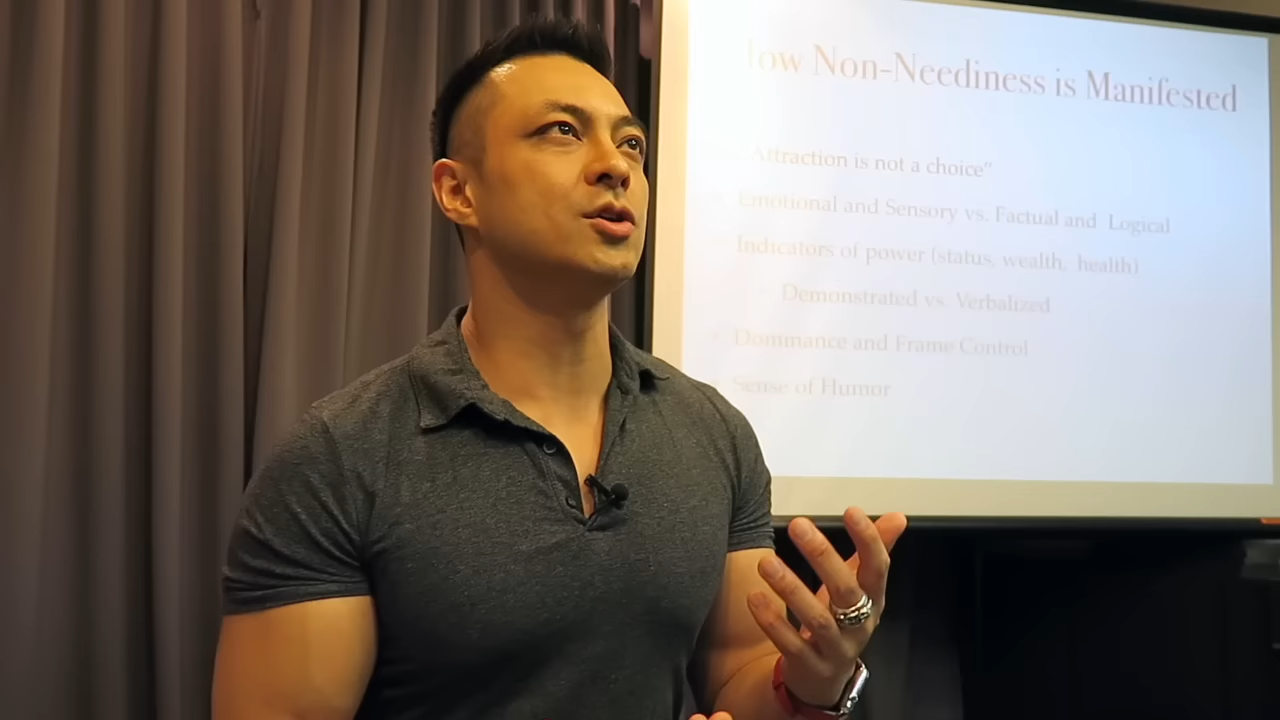 How Non-Neediness is Manifested
"Attraction is not a choice"
Emotional and Sensory vs. Factual and Logical
Indicators of power (status, wealth, health)
Demonstrated vs. Verbalized
Dominance and Frame Control
Sense of Humor